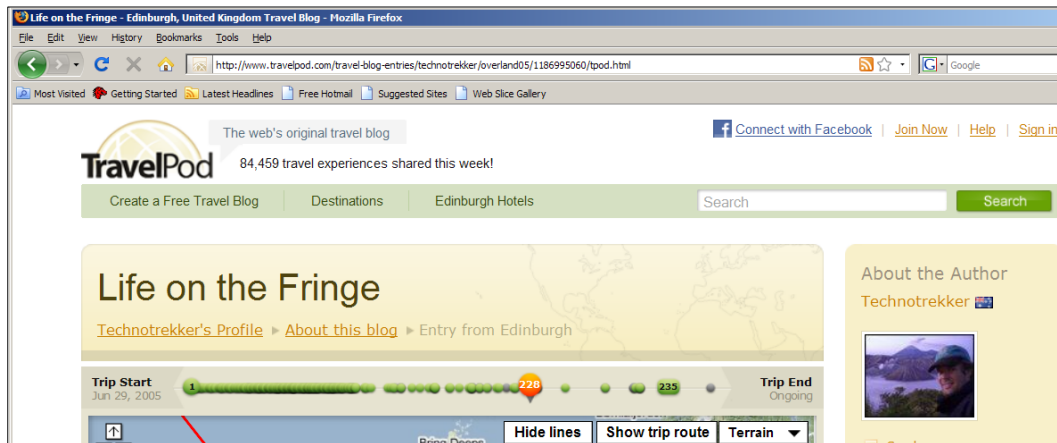 Life on the Fringe - Edinburgh, United Kingdom Travel Blog - Mozilla Firefox
File Edit View History Bookmarks Tools Help
http://www.travelpod.com/travel-blog-entries/technotrekker/overland05/1186995060/tpod.html
G Google
Most Visited Getting Started Latest Headlines Free Hotmail Suggested Sites Web Slice Gallery
The web's original travel blog
f Connect with Facebook | Join Now | Help | Sign in
TravelPod
84,459 travel experiences shared this week!
Create a Free Travel Blog Destinations Edinburgh Hotels Search Search
Life on the Fringe
Technotrekker's Profile Entry from Edinburgh About this blog
About the Author
Technotrekker
Trip Start
Jun 29, 2005
1 228 235
Trip End
Ongoing
Bring Deeps
Hide lines Show trip route Terrain